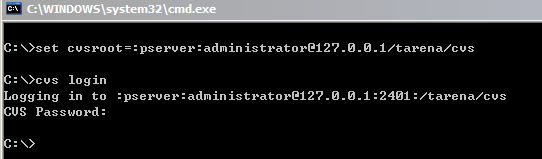 C:\WINDOWS\system32\cmd.exe
C:\>set cvsroot=:pserver:administrator@127.0.0.1/tarena/cvs
C:\>cvs login
Logging in to :pserver:administrator@127.0.0.1:2401:/tarena/cvs
CVS Password:
C:\>